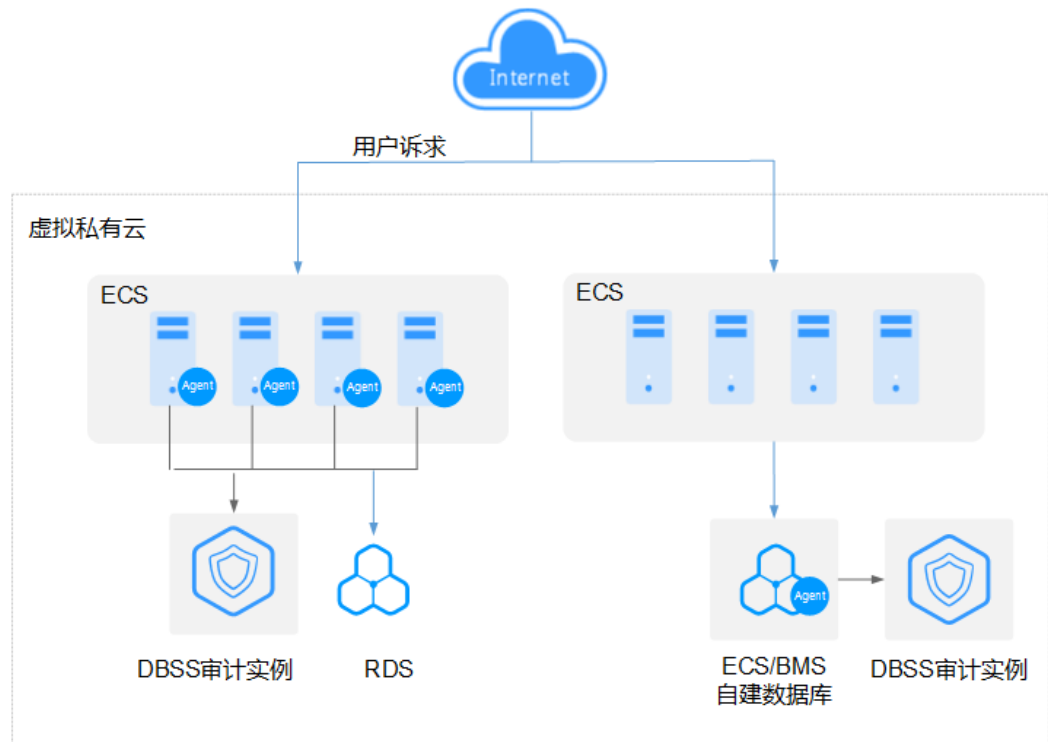 Internet
用户诉求
虚拟私有云
ECS
Agent
Agent
Agent
Agent
ECS
DBSS审计实例
RDS
Agent
ECS/BMS
自建数据库
DBSS审计实例